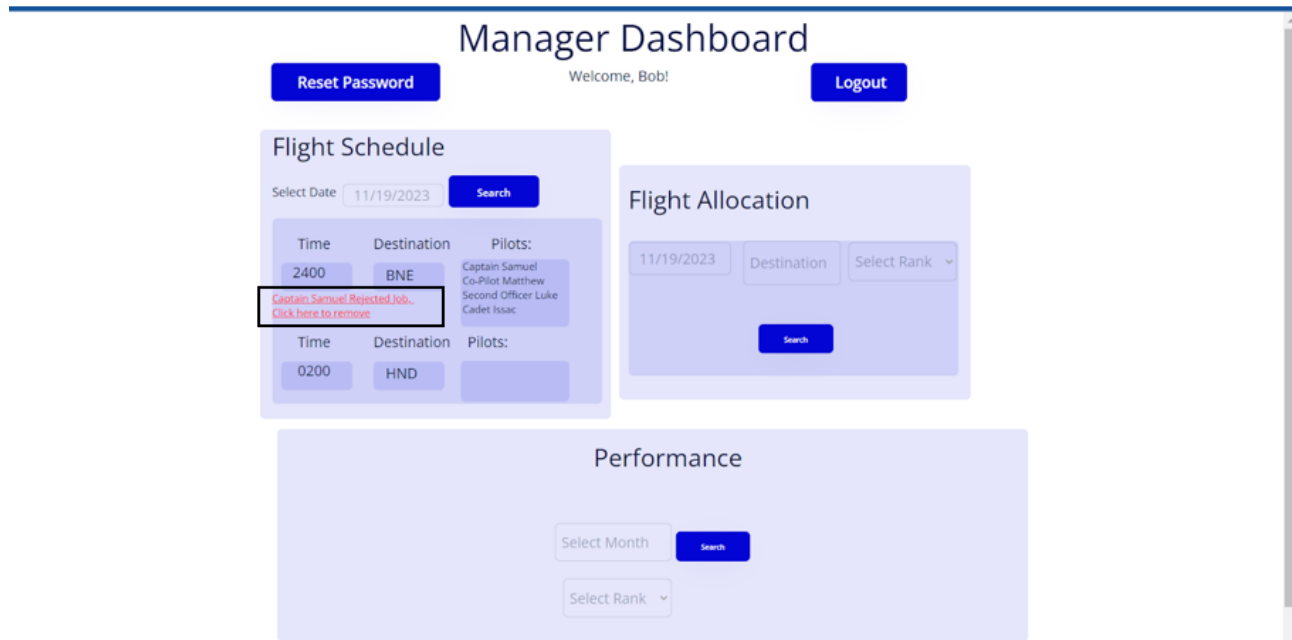 Manager Dashboard
Reset Password
Welcome, Bob!
Logout
Flight Schedule
Select Date 11/19/2023 Search
Time Destination Pilots:
2400 BNE
Captain Samuel
Co-Pilot Matthew
Second Officer Luke
Cadet Issac
Captain Samuel Rejected Job,
Click here to remove
Time Destination Pilots:
0200 HND
Flight Allocation
11/19/2023 Destination Select Rank
Search
Performance
Select Month Search
Select Rank